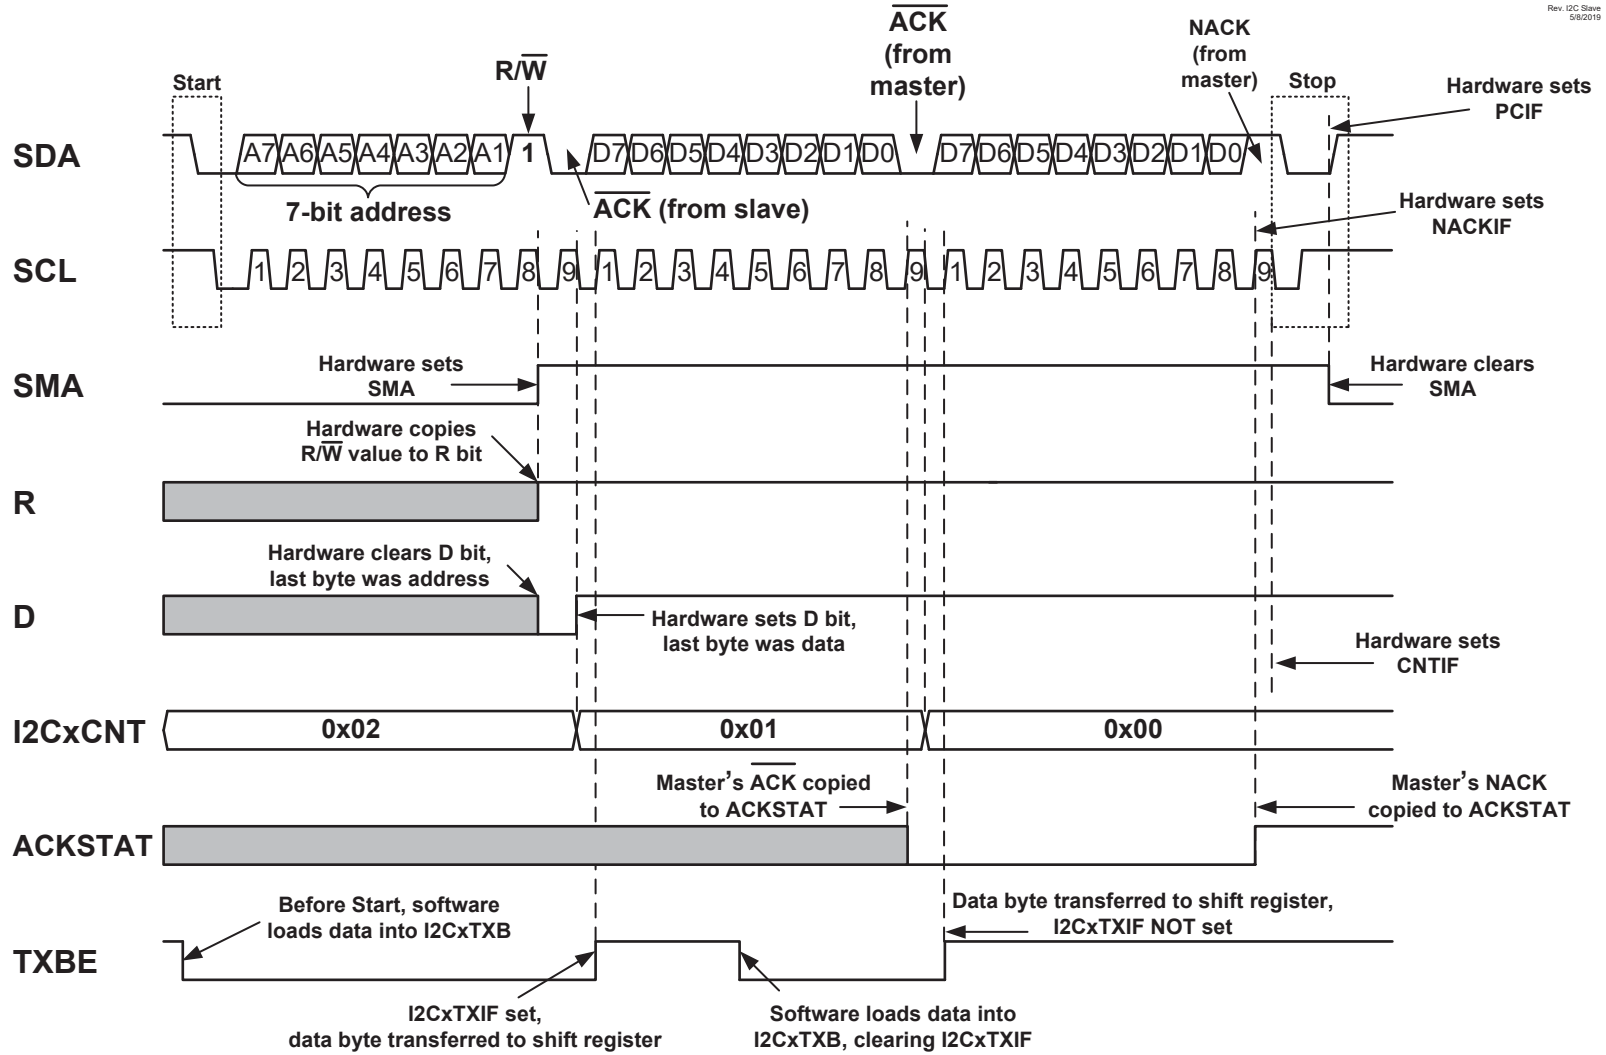 Rev. I2C Slave
5/8/2019
ACK
(from
master)
NACK
(from
master)
Start
R/W
Stop
Hardware sets
PCIF
SDA
A7 A6 A5 A4 A3 A2 A1 1 D7 D6 D5 D4 D3 D2 D1 D0 D7 D6 D5 D4 D3 D2 D1 D0
7-bit address
ACK (from slave)
Hardware sets
NACKIF
SCL
1 2 3 4 5 6 7 8 9 1 2 3 4 5 6 7 8 9 1 2 3 4 5 6 7 8 9
SMA
Hardware sets
SMA
Hardware clears
SMA
Hardware copies
R/W value to R bit
R
Hardware clears D bit,
last byte was address
D
Hardware sets D bit,
last byte was data
Hardware sets
CNTIF
I2CxCNT
0x02 0x01 0x00
Master's ACK copied
to ACKSTAT
Master's NACK
copied to ACKSTAT
ACKSTAT
Before Start, software
loads data into I2CxTXB
Data byte transferred to shift register,
I2CxTXIF NOT set
TXBE
I2CxTXIF set,
data byte transferred to shift register
Software loads data into
I2CxTXB, clearing I2CxTXIF